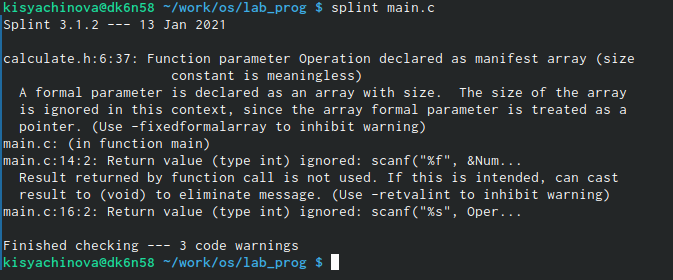 kisyachinova@dk6n58 ~/work/os/lab_prog $ splint main.c
Splint 3.1.2 --- 13 Jan 2021
calculate.h:6:37: Function parameter Operation declared as manifest array (size
constant is meaningless)
A formal parameter is declared as an array with size.  The size of the array
is ignored in this context, since the array formal parameter is treated as a
pointer. (Use -fixedformalarray to inhibit warning)
main.c: (in function main)
main.c:14:2: Return value (type int) ignored: scanf("%f", &Num...
Result returned by function call is not used. If this is intended, can cast
result to (void) to eliminate message. (Use -retvalint to inhibit warning)
main.c:16:2: Return value (type int) ignored: scanf("%s", Oper...
Finished checking --- 3 code warnings
kisyachinova@dk6n58 ~/work/os/lab_prog $